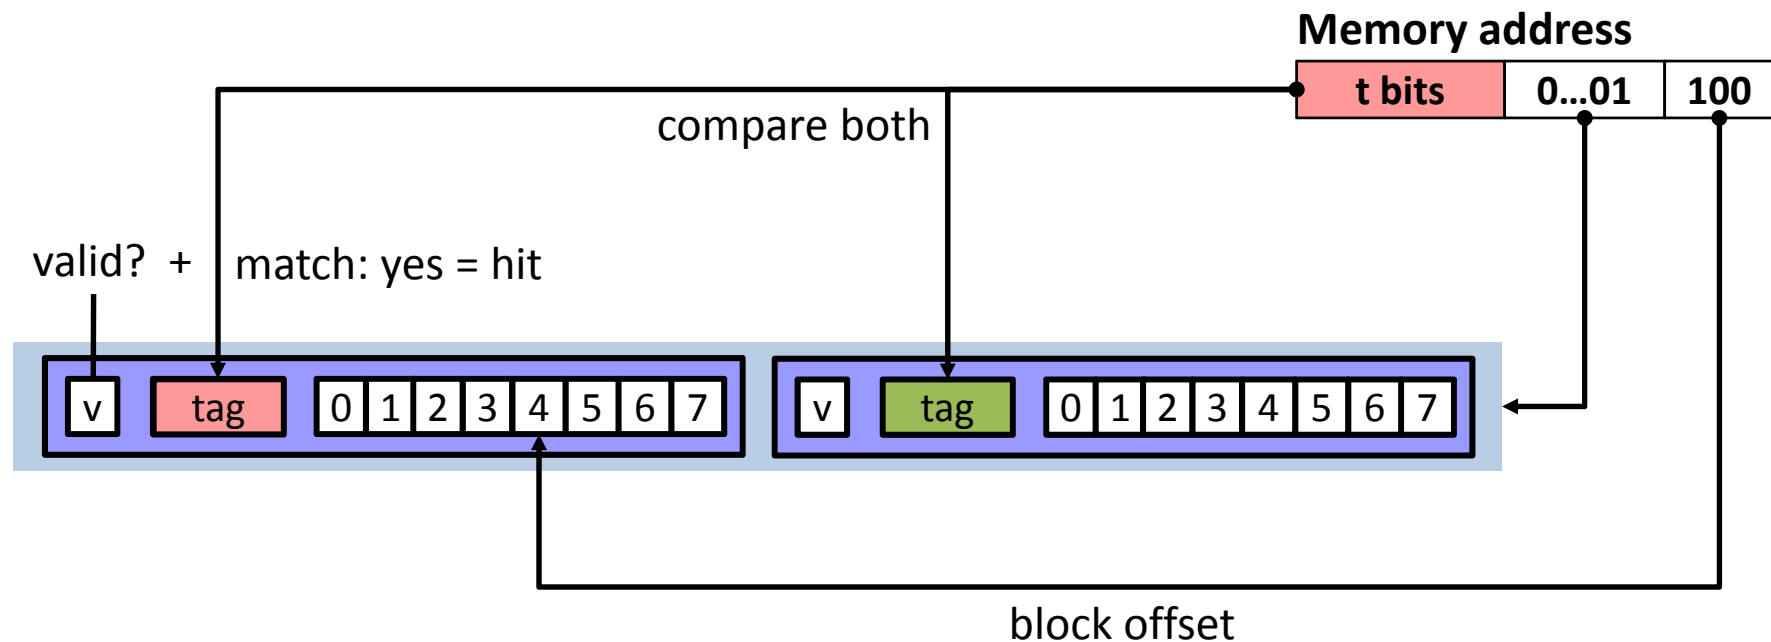 Memory address
t bits 0...01 100
compare both
valid? + match: yes = hit
v tag 0 1 2 3 4 5 6 7 v tag 0 1 2 3 4 5 6 7
block offset